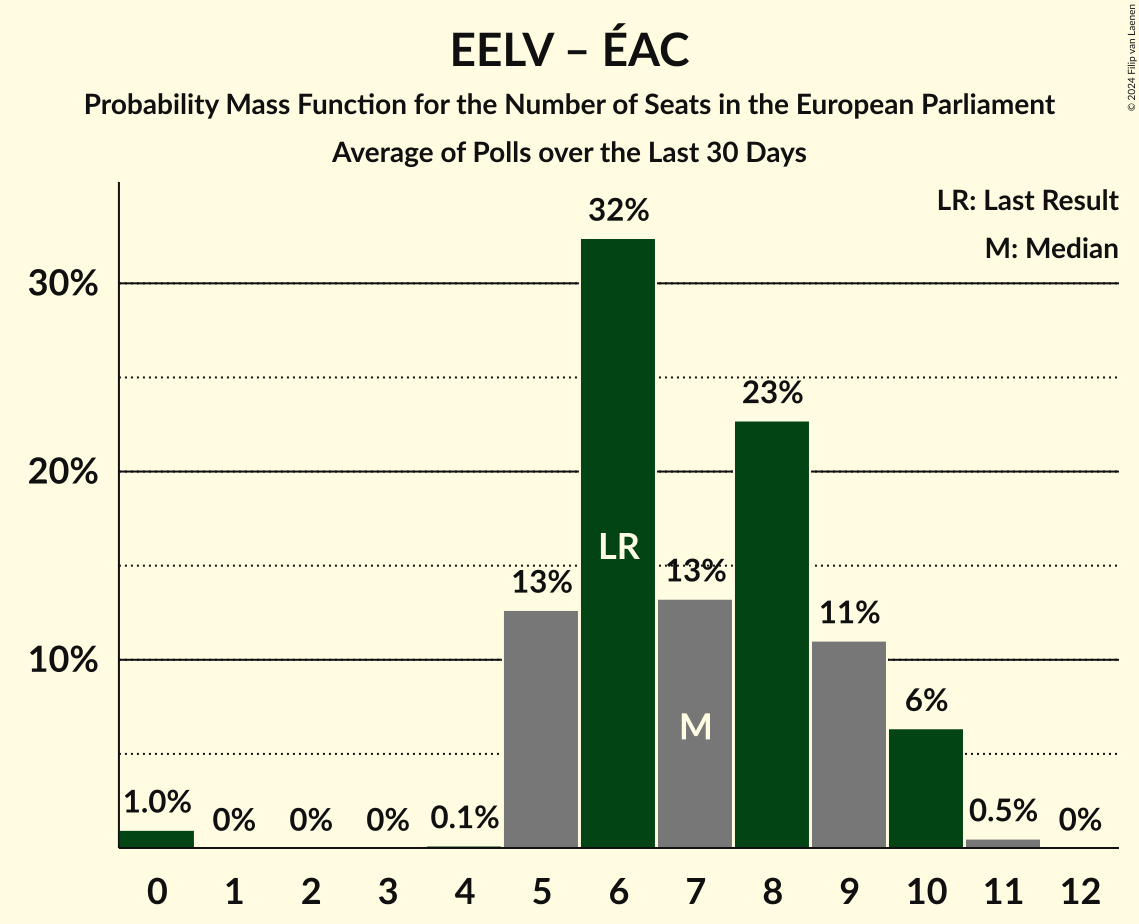 EELV – ÉAC
Probability Mass Function for the Number of Seats in the European Parliament
Average of Polls over the Last 30 Days
© 2024 Filip van Laenen
LR: Last Result
M: Median
30%
20%
10%
1.0%
0%
0%
0%
0.1%
13%
32%
13%
23%
11%
6%
0.5%
0%
LR
M
0 1 2 3 4 5 6 7 8 9 10 11 12